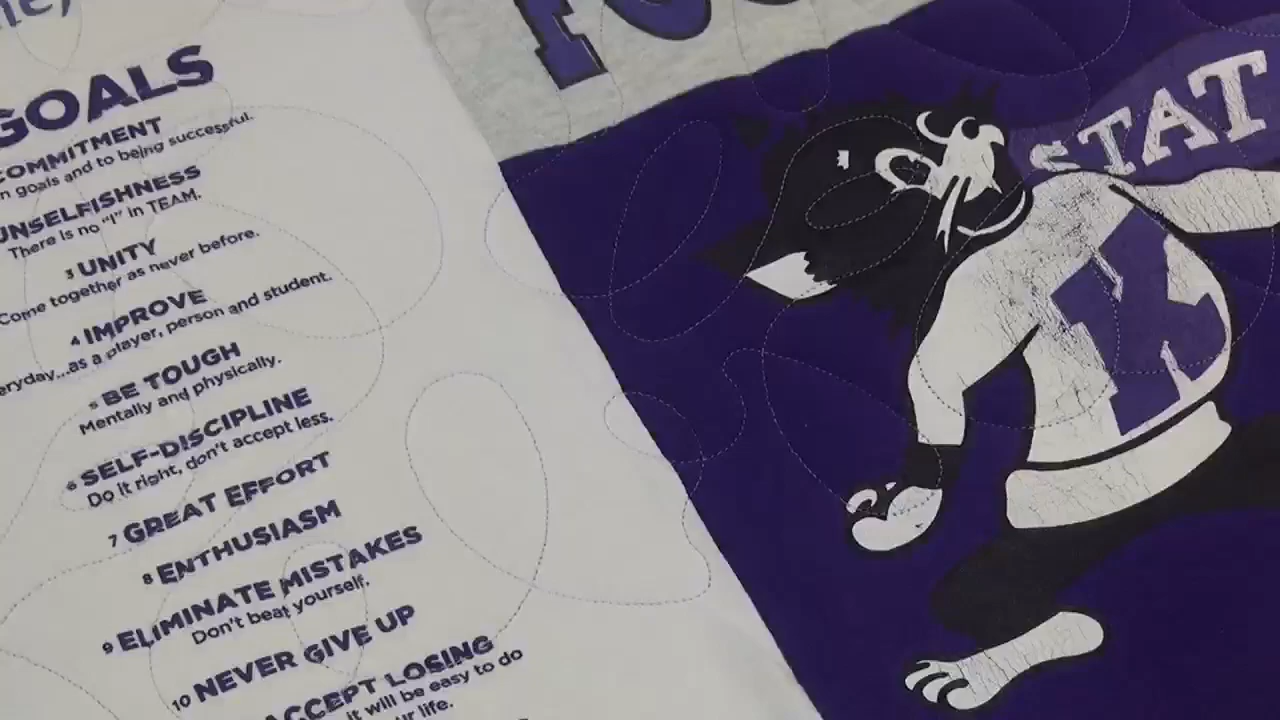 GOALS
COMMITMENT
goals and to being successful.
UNSELFISHNESS
There is no "I" in TEAM.
3 UNITY
Come together as never before.
4 IMPROVE
...as a player, person and student.
5 BE TOUGH
Mentally and physically.
6 SELF-DISCIPLINE
Do it right, don't accept less.
7 GREAT EFFORT
8 ENTHUSIASM
9 ELIMINATE MISTAKES
Don't beat yourself.
10 NEVER GIVE UP
ACCEPT LOSING
it will be easy to do
life.
STAT
K